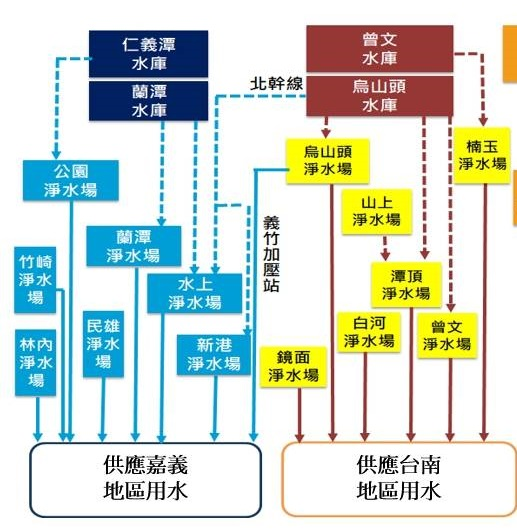 仁義潭
水庫
蘭潭
水庫
曾文
水庫
烏山頭
水庫
北幹線
公園
淨水場
烏山頭
淨水場
楠玉
淨水場
山上
淨水場
蘭潭
淨水場
義竹加壓站
竹崎
淨水
場
水上
淨水場
潭頂
淨水場
林內
淨水
場
民雄
淨水
場
新港
淨水場
白河
淨水場
曾文
淨水場
鏡面
淨水場
供應嘉義
地區用水
供應台南
地區用水